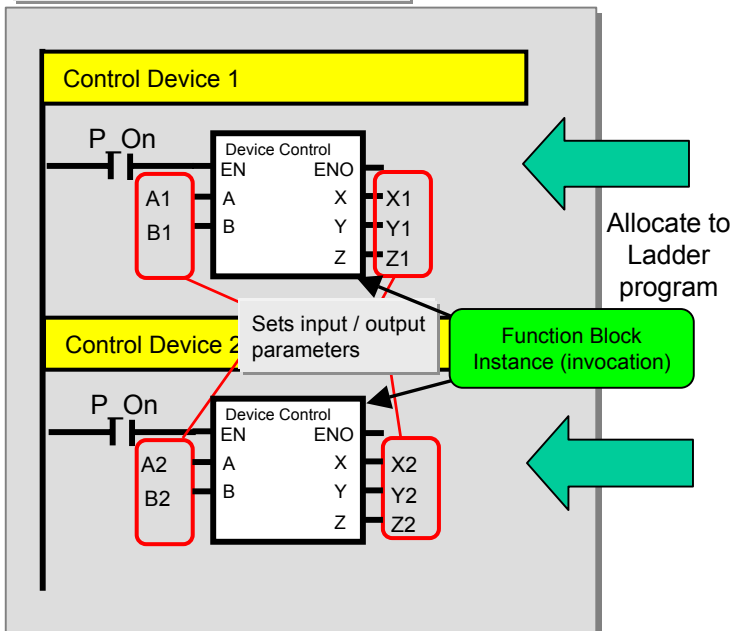 Control Device 1
P_On
Device Control
EN ENO
A1 A X X1
B1 B Y Y1
Z Z1
Allocate to
Ladder
program
Sets input / output
parameters
Function Block
Instance (invocation)
Control Device 2
P_On
Device Control
EN ENO
A2 A X X2
B2 B Y Y2
Z Z2